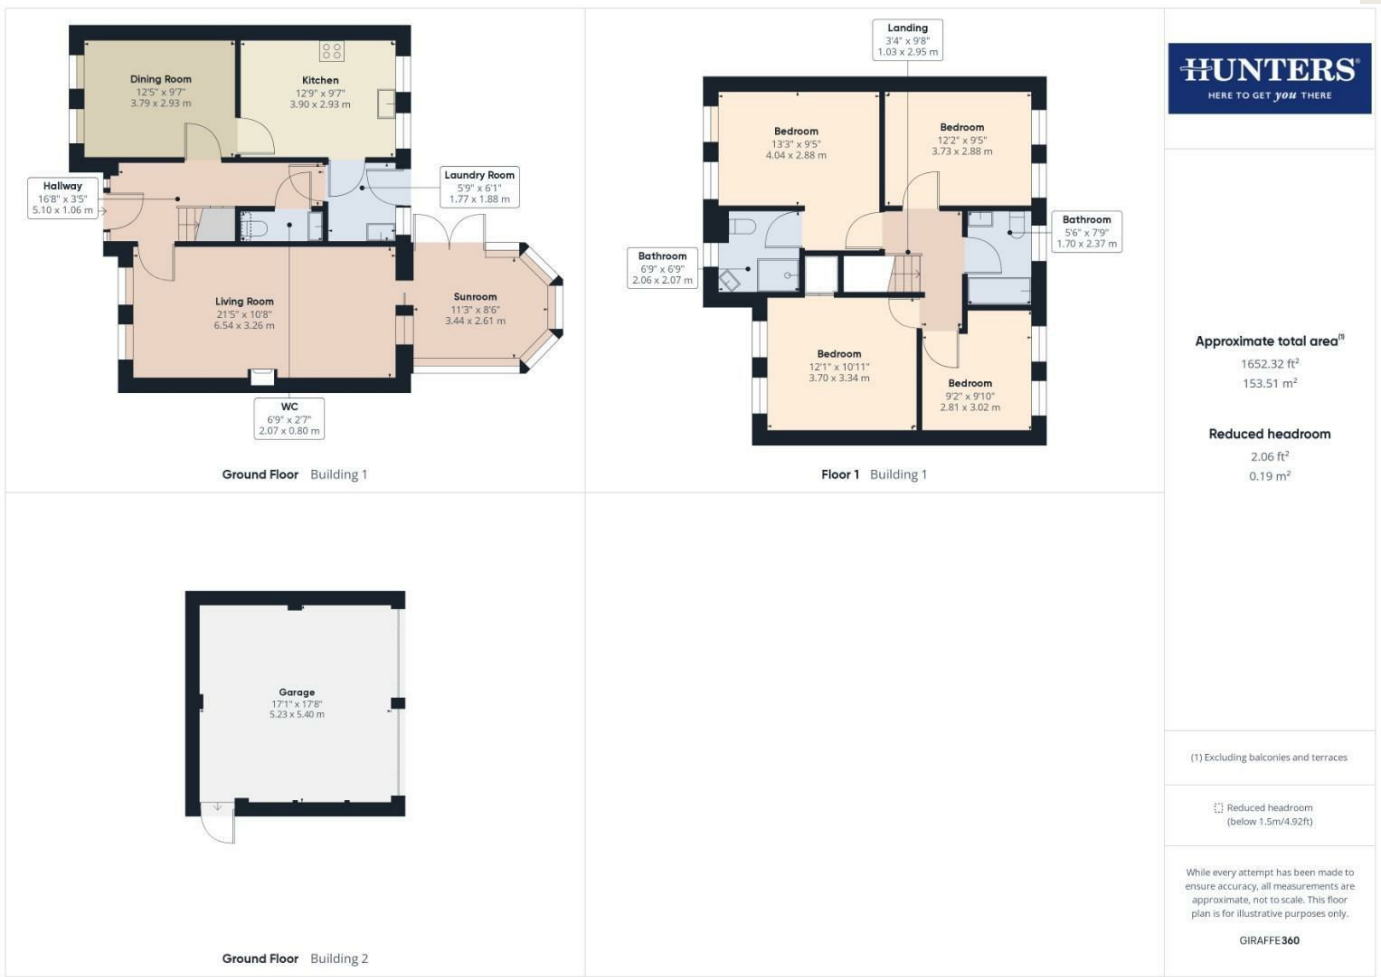 Dining Room
12'5" x 9'7"
3.79 x 2.93 m
Kitchen
12'9" x 9'7"
3.90 x 2.93 m
Hallway
16'8" x 3'5"
5.10 x 1.06 m
Laundry Room
5'9" x 6'1"
1.77 x 1.88 m
Living Room
21'5" x 10'8"
6.54 x 3.26 m
Sunroom
11'3" x 8'6"
3.44 x 2.61 m
WC
6'9" x 2'7"
2.07 x 0.80 m
Ground Floor Building 1
Landing
3'4" x 9'8"
1.03 x 2.95 m
Bedroom
13'3" x 9'5"
4.04 x 2.88 m
Bedroom
12'2" x 9'5"
3.73 x 2.88 m
Bathroom
6'9" x 6'9"
2.06 x 2.07 m
Bathroom
5'6" x 7'9"
1.70 x 2.37 m
Bedroom
12'1" x 10'11"
3.70 x 3.34 m
Bedroom
9'2" x 9'10"
2.81 x 3.02 m
Floor 1 Building 1
Garage
17'1" x 17'8"
5.23 x 5.40 m
Ground Floor Building 2
HUNTERS®
HERE TO GET you THERE
Approximate total area(1)
1652.32 ft²
153.51 m²
Reduced headroom
2.06 ft²
0.19 m²
(1) Excluding balconies and terraces
Reduced headroom
(below 1.5m/4.92ft)
While every attempt has been made to
ensure accuracy, all measurements are
approximate, not to scale. This floor
plan is for illustrative purposes only.
GIRAFFE360